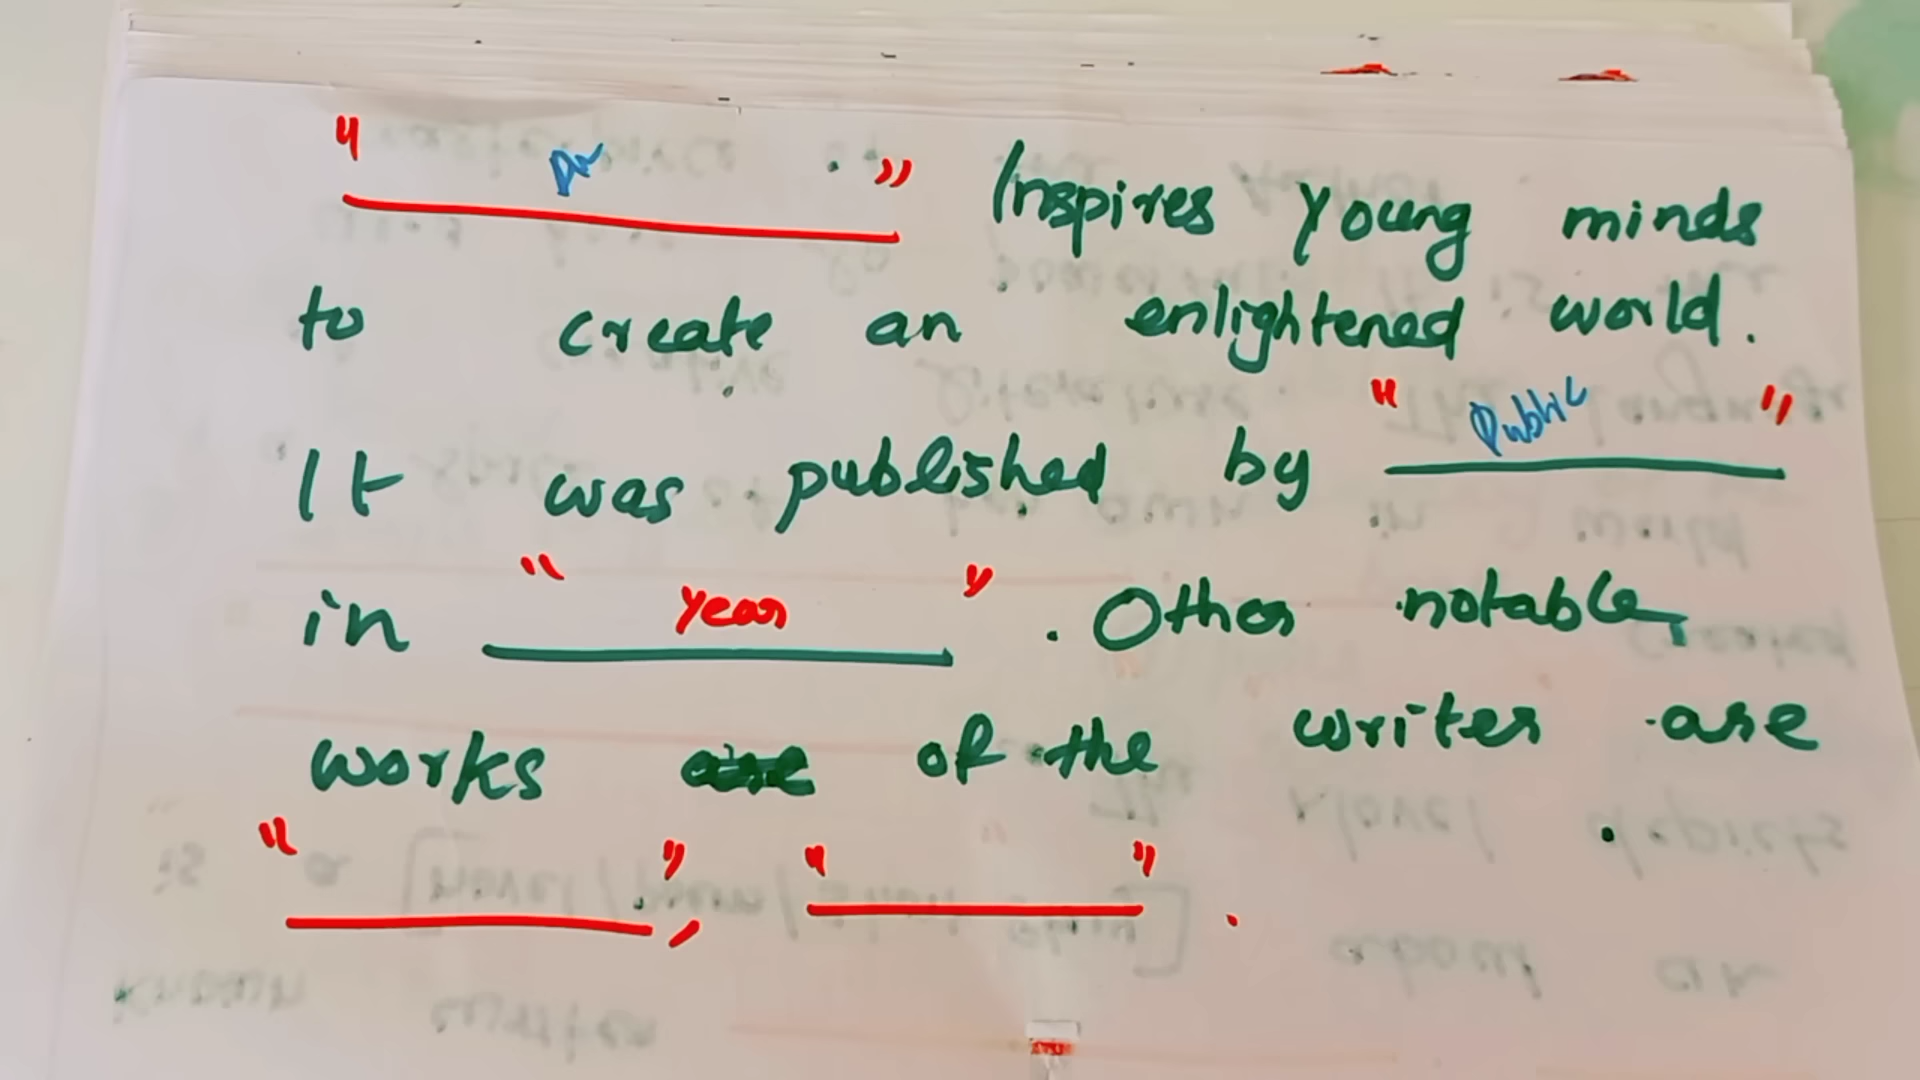 " " Inspires young minds
to create an enlightened world.
It was published by " Public "
in " Year ". Other notable
works of the writer are
" ", " ".